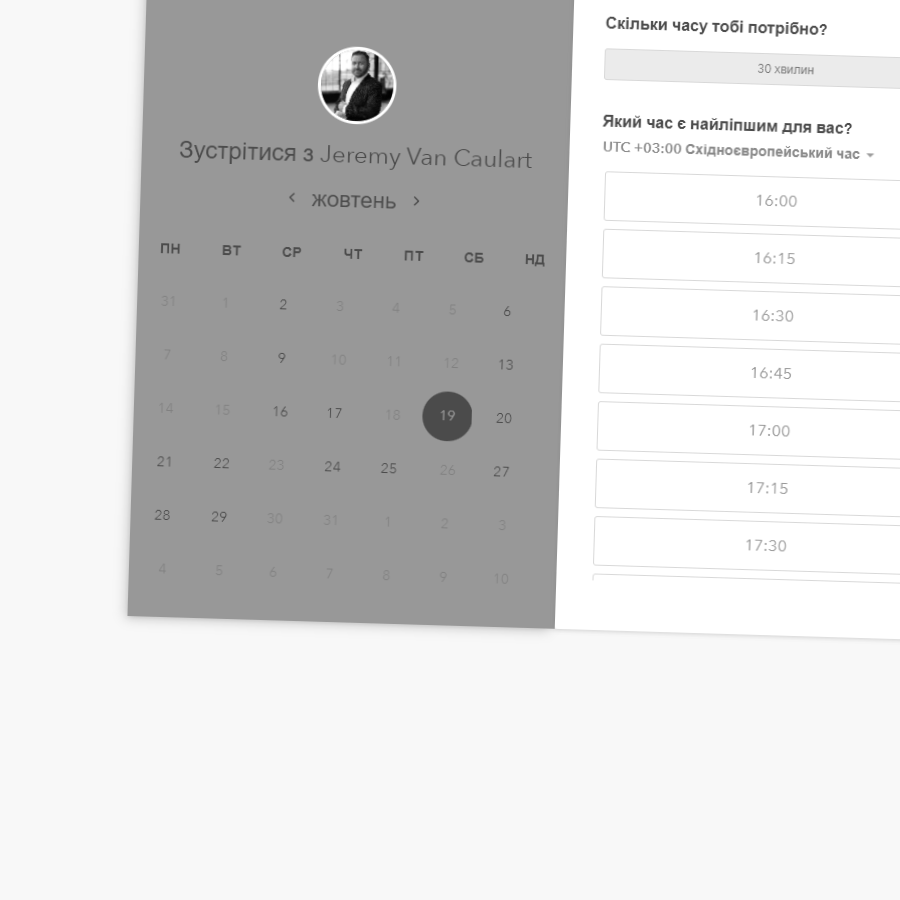 Зустрітися з Jeremy Van Caulart
жовтень
ПН ВТ СР ЧТ ПТ СБ НД
31 1 2 3 4 5 6
7 8 9 10 11 12 13
14 15 16 17 18 19 20
21 22 23 24 25 26 27
28 29 30 31 1 2 3
4 5 6 7 8 9 10
Скільки часу тобі потрібно?
30 хвилин
Який час є найліпшим для вас?
UTC +03:00 Східноєвропейський час
16:00
16:15
16:30
16:45
17:00
17:15
17:30